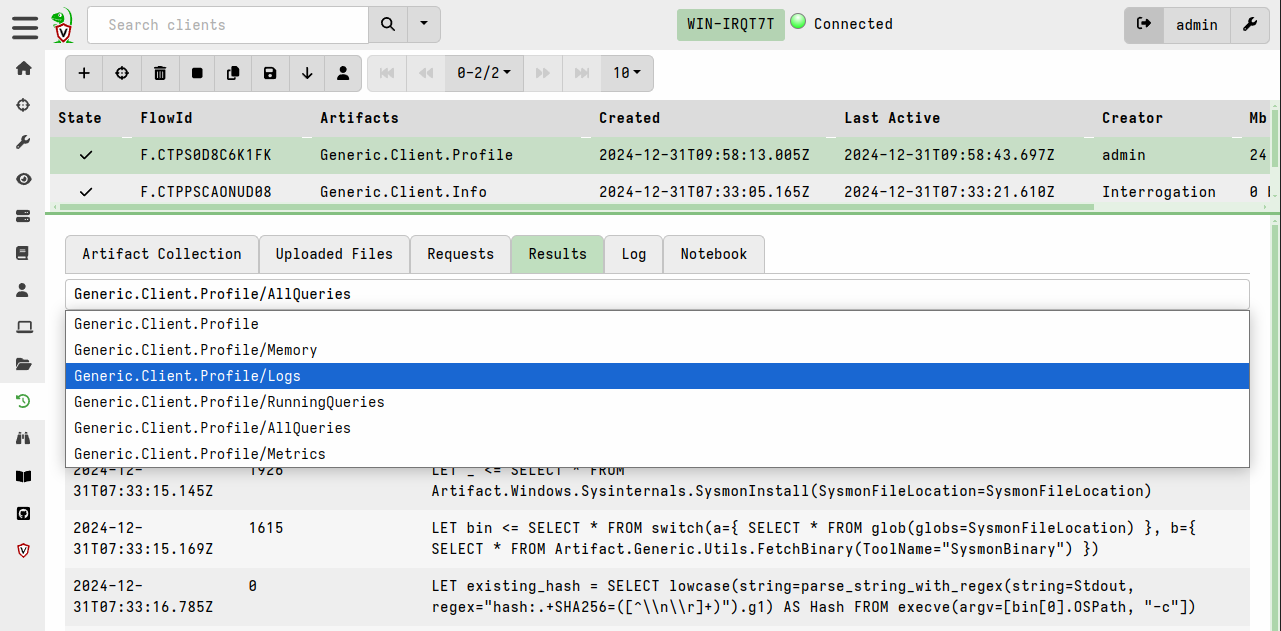 Search clients
WIN-IRQT7T Connected
admin
0-2/2 10
State FlowId Artifacts Created Last Active Creator Mb
F.CTPS0D8C6K1FK Generic.Client.Profile 2024-12-31T09:58:13.005Z 2024-12-31T09:58:43.697Z admin 24
F.CTPPSCAONUD08 Generic.Client.Info 2024-12-31T07:33:05.165Z 2024-12-31T07:33:21.610Z Interrogation 0
Artifact Collection Uploaded Files Requests Results Log Notebook
Generic.Client.Profile/AllQueries
Generic.Client.Profile
Generic.Client.Profile/Memory
Generic.Client.Profile/Logs
Generic.Client.Profile/RunningQueries
Generic.Client.Profile/AllQueries
Generic.Client.Profile/Metrics
2024-12- 1926 LET _ <= SELECT * FROM
31T07:33:15.145Z Artifact.Windows.Sysinternals.SysmonInstall(SysmonFileLocation=SysmonFileLocation)
2024-12- 1615 LET bin <= SELECT * FROM switch(a={ SELECT * FROM glob(globs=SysmonFileLocation) }, b={
31T07:33:15.169Z SELECT * FROM Artifact.Generic.Utils.FetchBinary(ToolName="SysmonBinary") })
2024-12- 0 LET existing_hash = SELECT lowcase(string=parse_string_with_regex(string=Stdout,
31T07:33:16.785Z regex="hash:.+SHA256=([^\\n\\r]+)").g1) AS Hash FROM execve(argv=[bin[0].OSPath, "-c"])